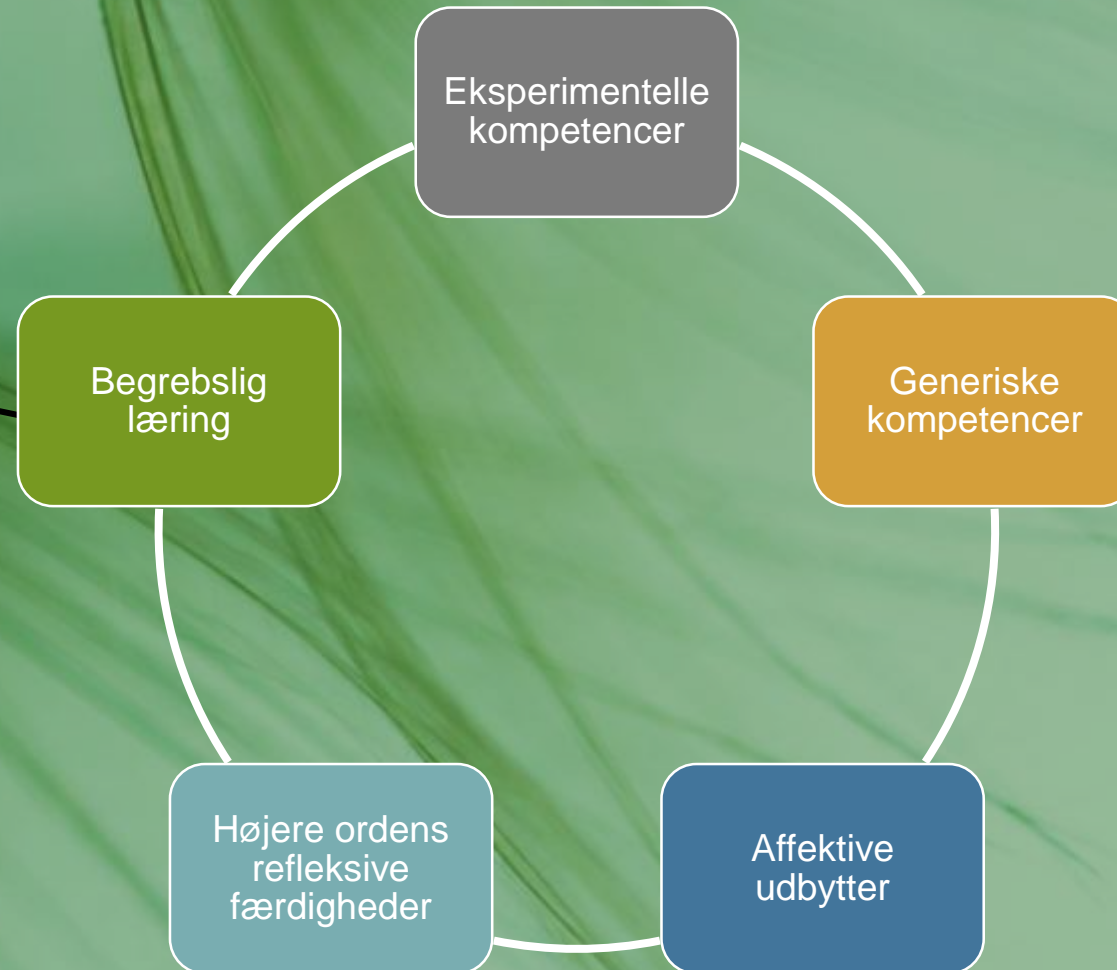 Eksperimentelle
kompetencer
Generiske
kompetencer
Affektive
udbytter
Højere ordens
refleksive
færdigheder
Begrebslig
læring